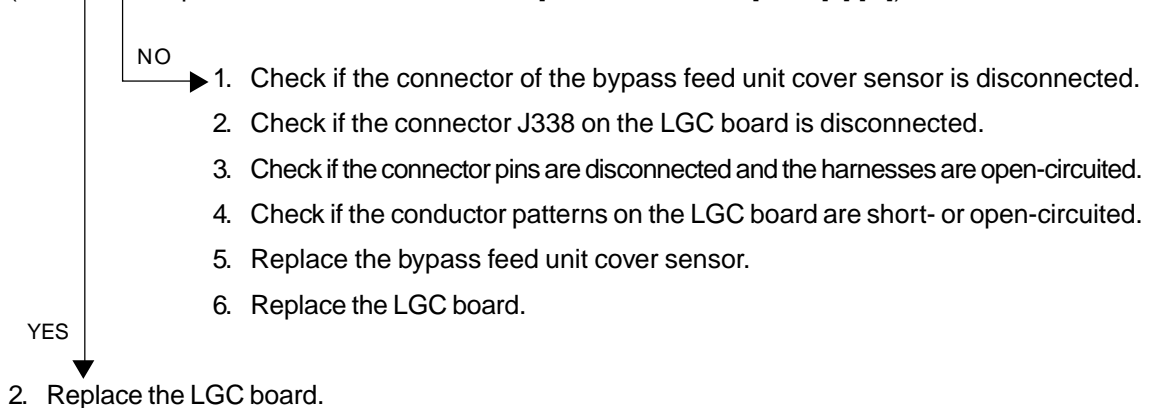 NO
1. Check if the connector of the bypass feed unit cover sensor is disconnected.
2. Check if the connector J338 on the LGC board is disconnected.
3. Check if the connector pins are disconnected and the harnesses are open-circuited.
4. Check if the conductor patterns on the LGC board are short- or open-circuited.
5. Replace the bypass feed unit cover sensor.
6. Replace the LGC board.
YES
2. Replace the LGC board.